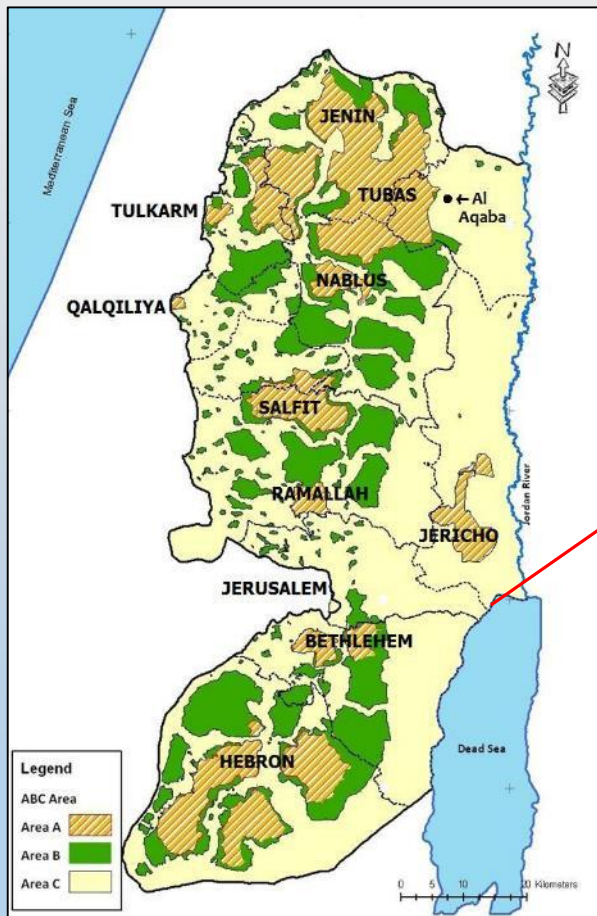 N
Mediterranean Sea
JENIN
TULKARM
TUBAS
← Al
Aqaba
NABLUS
QALQILIYA
SALFIT
RAMALLAH
JERICHO
Jordan River
JERUSALEM
BETHLEHEM
HEBRON
Dead Sea
Legend
ABC Area
Area A
Area B
Area C
0 5 10 20 Kilometers